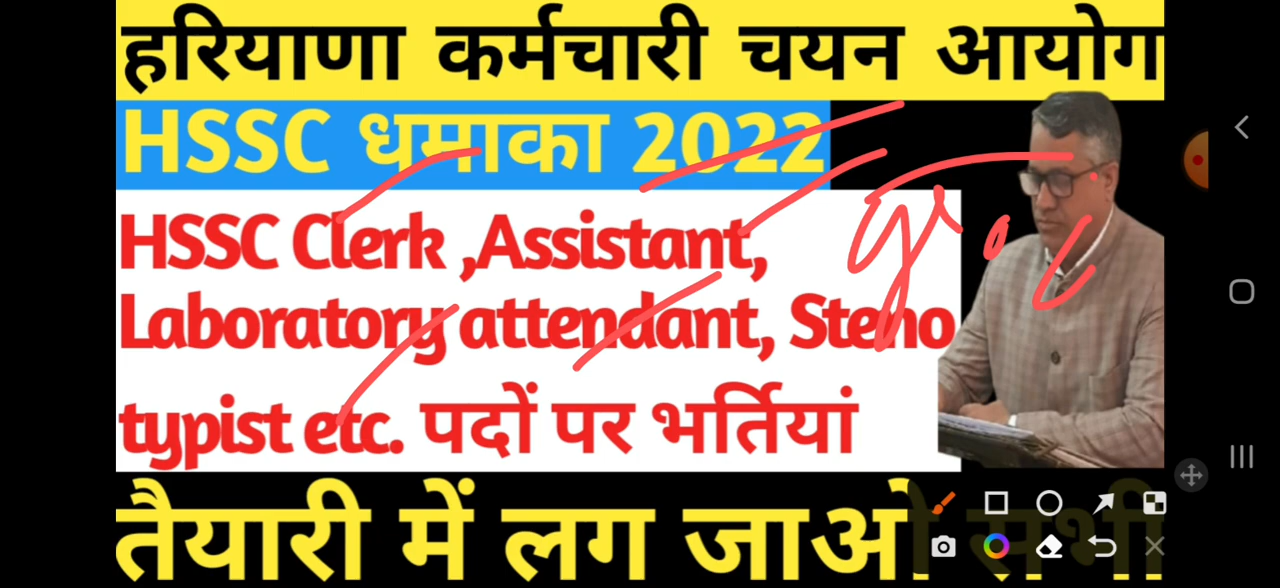 हरियाणा कर्मचारी चयन आयोग
HSSC धमाका 2022
HSSC Clerk ,Assistant,
Laboratory attendant, Steno
typist etc. पदों पर भर्तियां
तैयारी में लग जाओ सभी